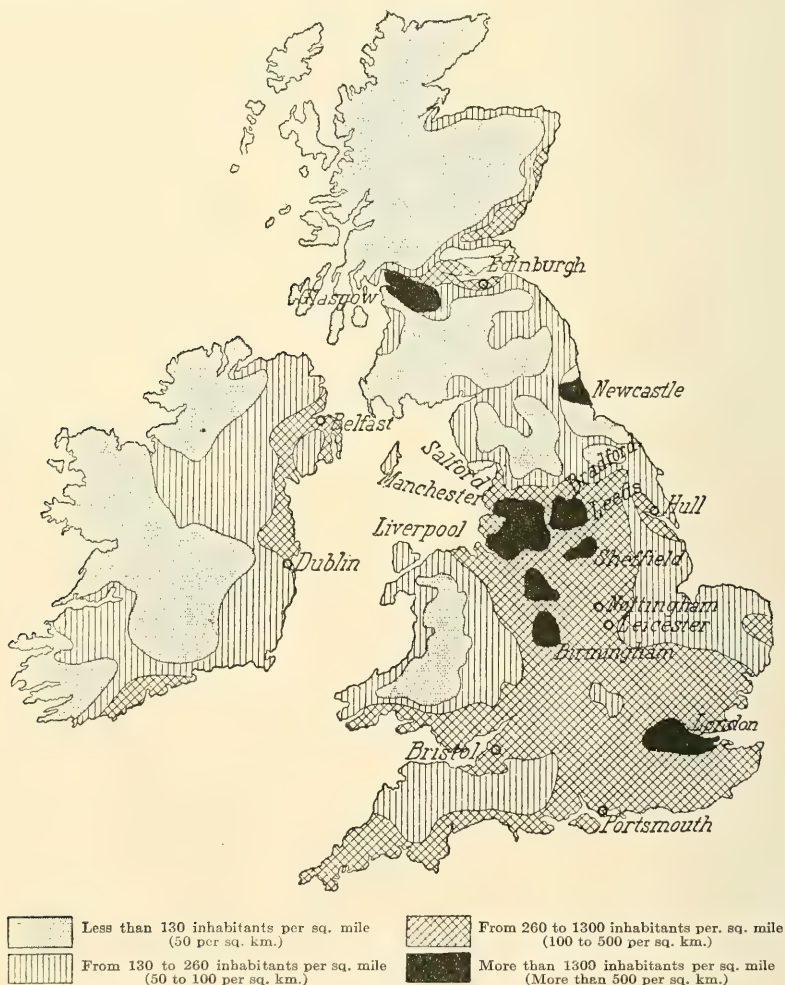 Edinburgh
Glasgow
Newcastle
Belfast
Salford
Bradford
Manchester
Leeds
Hull
Liverpool
Sheffield
Dublin
Nottingham
Leicester
Birmingham
London
Bristol
Portsmouth
Less than 130 inhabitants per sq. mile
(50 per sq. km.)
From 260 to 1300 inhabitants per. sq. mile
(100 to 500 per sq. km.)
From 130 to 260 inhabitants per sq. mile
(50 to 100 per sq. km.)
More than 1300 inhabitants per sq. mile
(More than 500 per sq. km.)